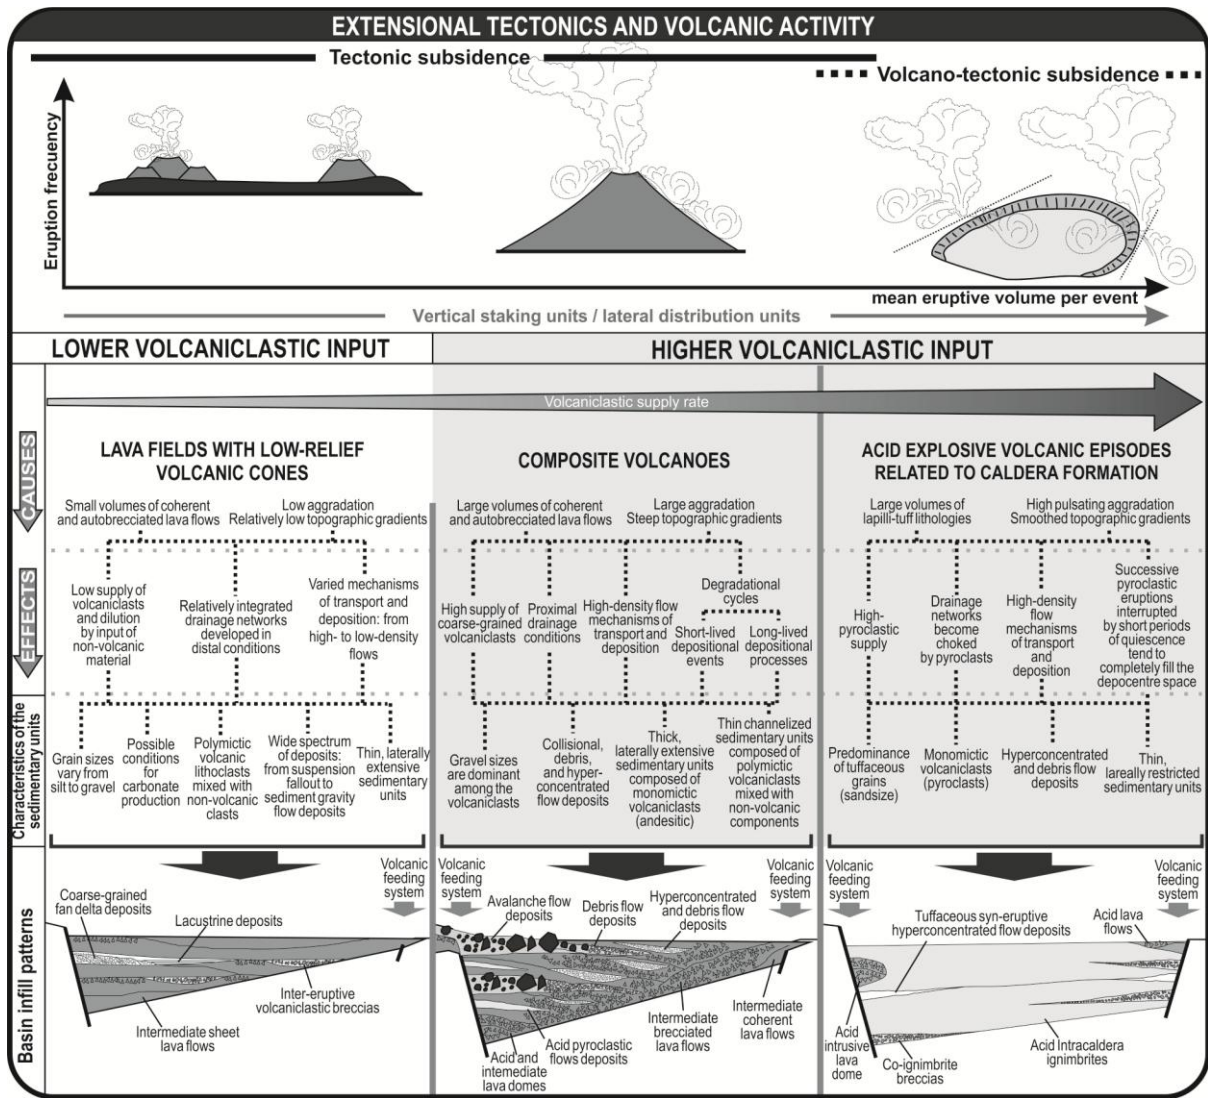 EXTENSIONAL TECTONICS AND VOLCANIC ACTIVITY
Tectonic subsidence
Volcano-tectonic subsidence
Eruption frecuency
mean eruptive volume per event
Vertical staking units / lateral distribution units
LOWER VOLCANICLASTIC INPUT
HIGHER VOLCANICLASTIC INPUT
Volcaniclastic supply rate
CAUSES
LAVA FIELDS WITH LOW-RELIEF
VOLCANIC CONES
Small volumes of coherent
and autobrecciated lava flows
Low aggradation
Relatively low topographic gradients
COMPOSITE VOLCANOES
Large volumes of coherent
and autobrecciated lava flows
Large aggradation
Steep topographic gradients
ACID EXPLOSIVE VOLCANIC EPISODES
RELATED TO CALDERA FORMATION
Large volumes of
lapilli-tuff lithologies
High pulsating aggradation
Smoothed topographic gradients
EFFECTS
Low supply of
volcaniclasts
and dilution
by input of
non-volcanic
material
Relatively integrated
drainage networks
developed in
distal conditions
Varied mechanisms
of transport and
deposition: from
high- to low-density
flows
High supply of
coarse-grained
volcaniclasts
Proximal
drainage
conditions
High-density flow
mechanisms of
transport and
deposition
Degradational
cycles
Short-lived
depositional
events
Long-lived
depositional
processes
High-
pyroclastic
supply
Drainage
networks
become
choked
by pyroclasts
High-density
flow
mechanisms
of transport
and
deposition
Successive
pyroclastic
eruptions
interrupted
by short periods
of quiescence
tend to
completely fill the
depocentre space
Characteristics of the
sedimentary units
Grain sizes
vary from
silt to gravel
Possible
conditions
for
carbonate
production
Polymictic
volcanic
lithoclasts
mixed with
non-volcanic
clasts
Wide spectrum
of deposits:
from suspension
fallout to
sediment gravity
flow deposits
Thin, laterally
extensive
sedimentary
units
Gravel sizes
are dominant
among the
volcaniclasts
Collisional,
debris,
and hyper-
concentrated
flow deposits
Thick,
laterally extensive
sedimentary units
composed of
monomictic
volcaniclasts
(andesitic)
Thin channelized
sedimentary units
composed of
polymictic
volcaniclasts
mixed with
non-volcanic
components
Predominance
of tuffaceous
grains
(sandsize)
Monomictic
volcaniclasts
(pyroclasts)
Hyperconcentrated
and debris flow
deposits
Thin,
lareally restricted
sedimentary units
Basin infill patterns
Volcanic
feeding
system
Coarse-grained
fan delta deposits
Lacustrine deposits
Inter-eruptive
volcaniclastic breccias
Intermediate sheet
lava flows
Volcanic
feeding
system
Avalanche flow
deposits
Debris flow
deposits
Hyperconcentrated
and debris flow
deposits
Volcanic
feeding
system
Acid and
intemediate
lava domes
Acid pyroclastic
flows deposits
Intermediate
brecciated
lava flows
Intermediate
coherent
lava flows
Volcanic
feeding
system
Tuffaceous syn-eruptive
hyperconcentrated flow deposits
Acid lava
flows
Volcanic
feeding
system
Acid
intrusive
lava
dome
Co-ignimbrite
breccias
Acid Intracaldera
ignimbrites